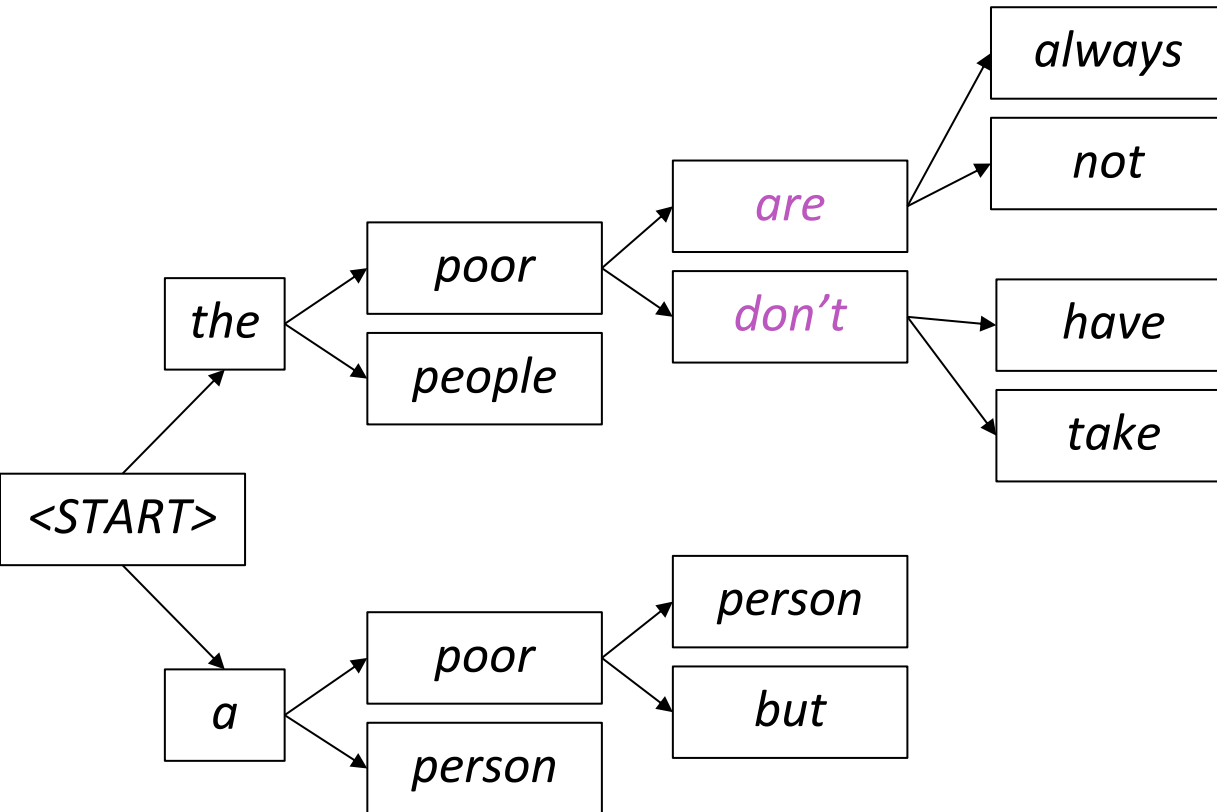 always
not
are
poor
don’t
the
have
people
take
<START>
person
poor
but
a
person